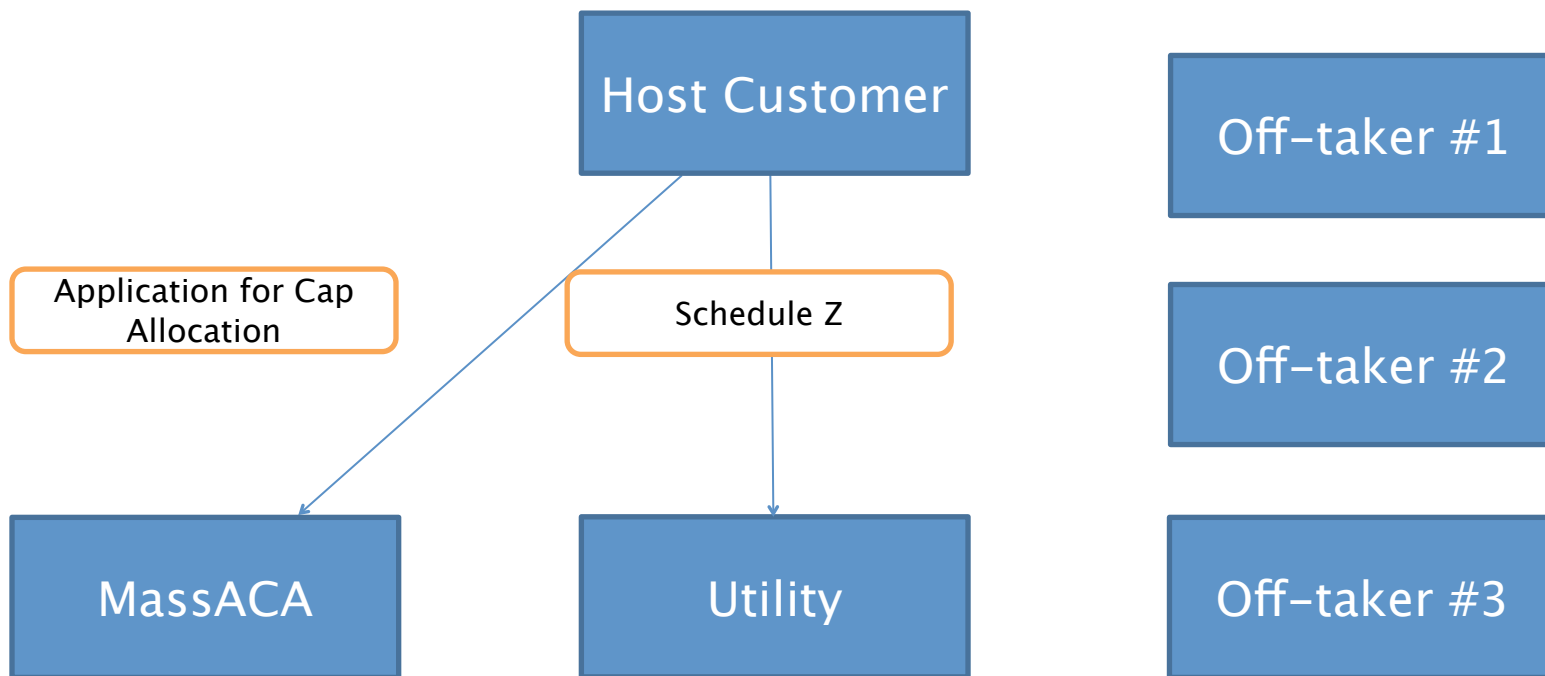 Host Customer
Off-taker #1
Application for Cap
Allocation
Schedule Z
Off-taker #2
MassACA
Utility
Off-taker #3